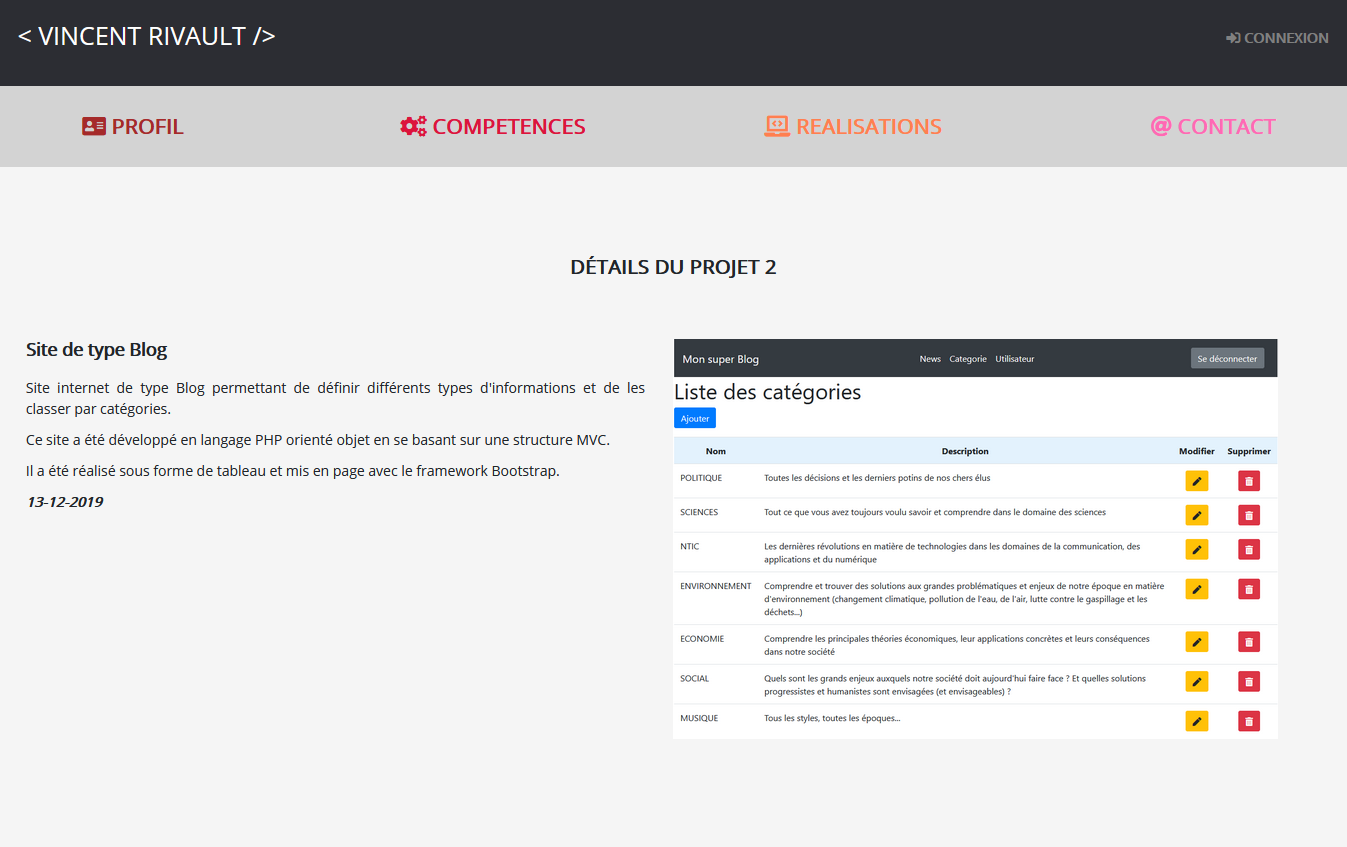 < VINCENT RIVAULT />
CONNEXION
PROFIL
COMPETENCES
REALISATIONS
@ CONTACT
DÉTAILS DU PROJET 2
Site de type Blog
Site internet de type Blog permettant de définir différents types d'informations et de les
classer par catégories.
Ce site a été développé en langage PHP orienté objet en se basant sur une structure MVC.
Il a été réalisé sous forme de tableau et mis en page avec le framework Bootstrap.
13-12-2019
Mon super Blog
News Categorie Utilisateur
Se déconnecter
Liste des catégories
Ajouter
Nom Description Modifier Supprimer
POLITIQUE Toutes les décisions et les derniers potins de nos chers élus
SCIENCES Tout ce que vous avez toujours voulu savoir et comprendre dans le domaine des sciences
NTIC Les dernières révolutions en matière de technologies dans les domaines de la communication, des
applications et du numérique
ENVIRONNEMENT Comprendre et trouver des solutions aux grandes problématiques et enjeux de notre époque en matière
d'environnement (changement climatique, pollution de l'eau, de l'air, lutte contre le gaspillage et les
déchets...)
ECONOMIE Comprendre les principales théories économiques, leur applications concrètes et leurs conséquences
dans notre société
SOCIAL Quels sont les grands enjeux auxquels notre société doit aujourd'hui faire face ? Et quelles solutions
progressistes et humanistes sont envisagées (et envisageables) ?
MUSIQUE Tous les styles, toutes les époques...